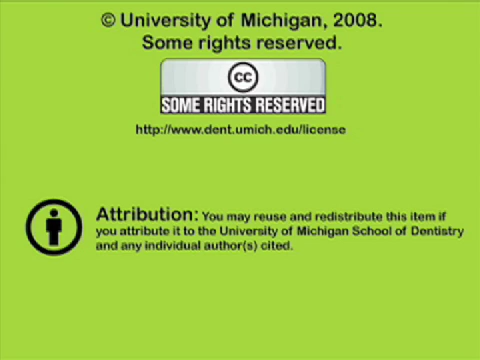 © University of Michigan, 2008.
Some rights reserved.
cc
SOME RIGHTS RESERVED
http://www.dent.umich.edu/license
Attribution: You may reuse and redistribute this item if
you attribute it to the University of Michigan School of Dentistry
and any individual author(s) cited.